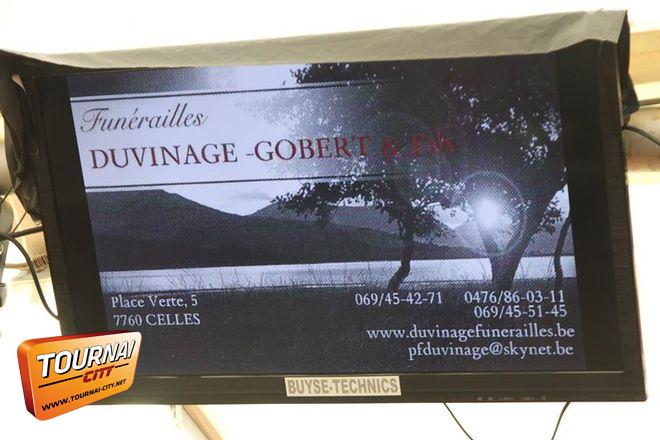 Funérailles
DUVINAGE -GOBERT & Fils
Place Verte, 5
7760 CELLES
069/45-42-71 0476/86-03-11
069/45-51-45
www.duvinagefunerailles.be
pfduvinage@skynet.be
BUYSE-TECHNICS
TOURNAI
CITY
WWW.TOURNAI-CITY.NET